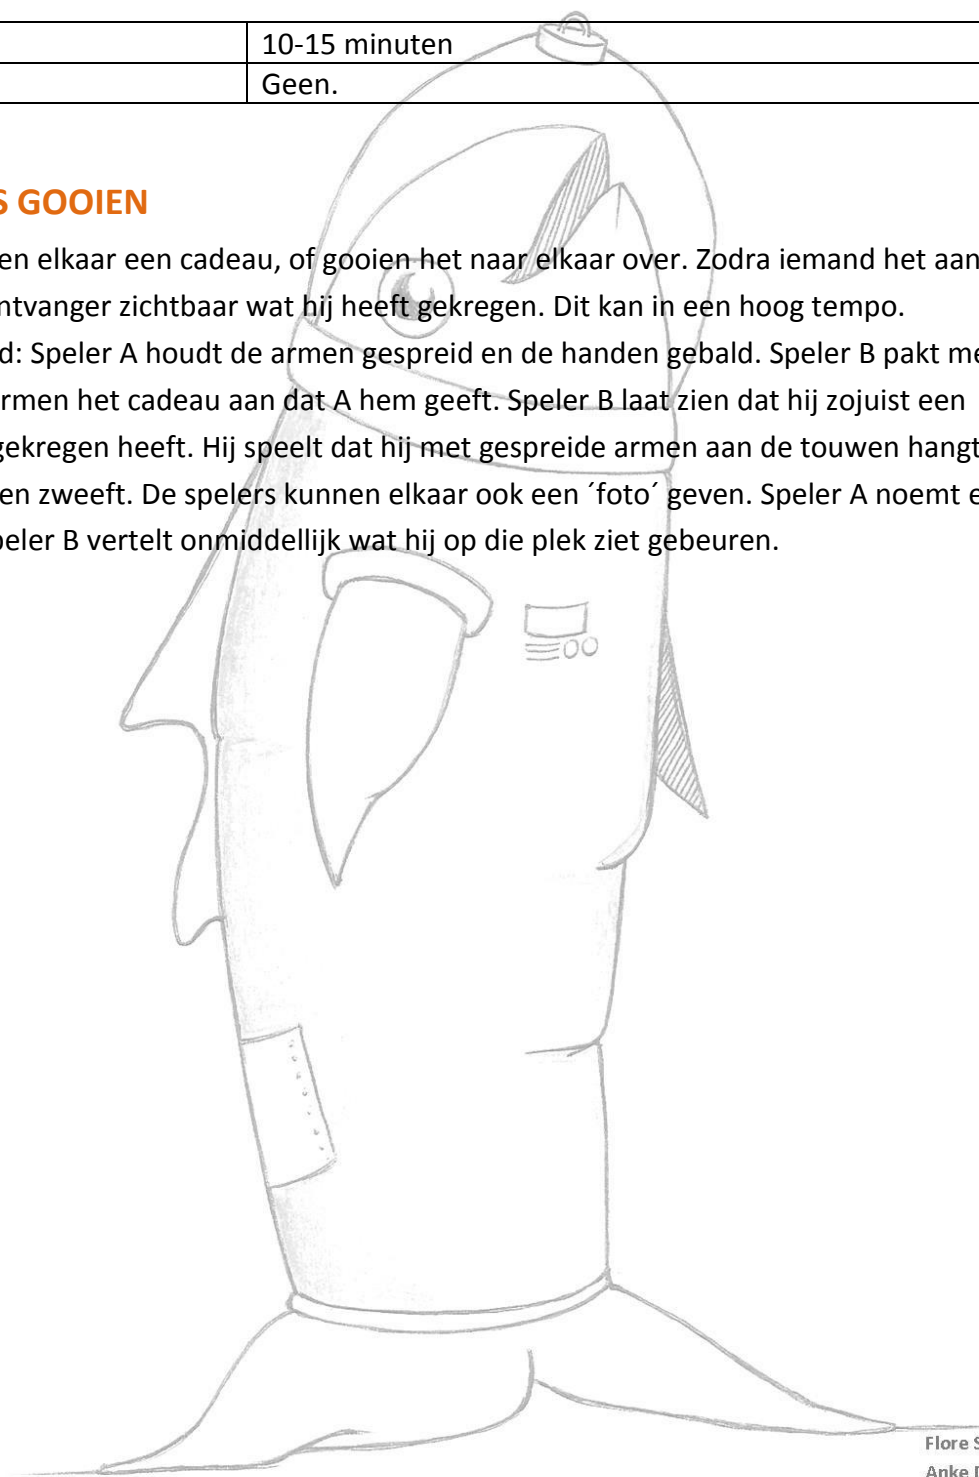 10-15 minuten
Geen.
S GOOIEN
en elkaar een cadeau, of gooien het naar elkaar over. Zodra iemand het aan
ntvanger zichtbaar wat hij heeft gekregen. Dit kan in een hoog tempo.
d: Speler A houdt de armen gespreid en de handen gebald. Speler B pakt me
rmen het cadeau aan dat A hem geeft. Speler B laat zien dat hij zojuist een
gekregen heeft. Hij speelt dat hij met gespreide armen aan de touwen hangt
en zweeft. De spelers kunnen elkaar ook een ´foto´ geven. Speler A noemt e
peler B vertelt onmiddellijk wat hij op die plek ziet gebeuren.
Flore S
Anke